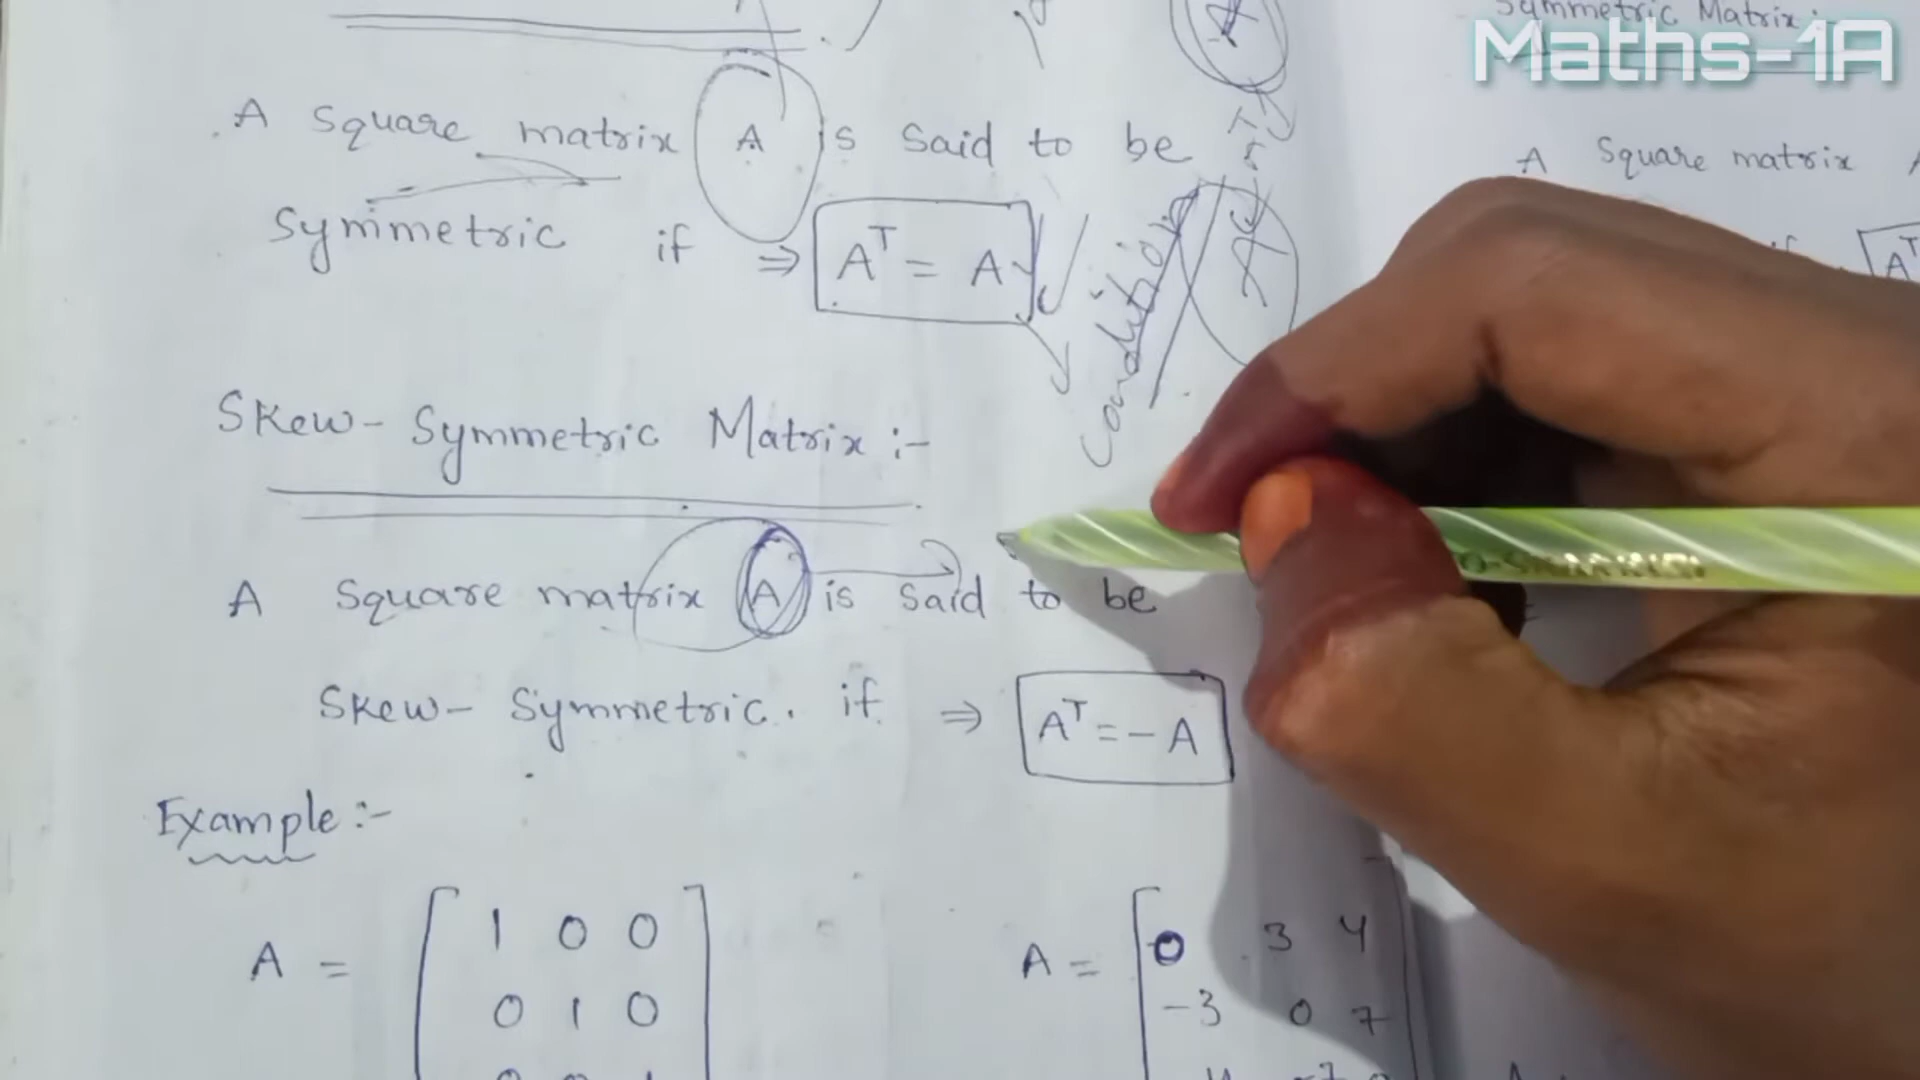 Maths-1A
A square matrix A is said to be
Symmetric if ⇒ Aᵀ = A
condition
Skew-Symmetric Matrix :-
A square matrix A is said to be
Skew-Symmetric. if ⇒ Aᵀ = -A
Example :-
A = [ 1 0 0
0 1 0
A = [ 0 3 4
-3 0 7
Symmetric Matrix :-
A Square matrix
Aᵀ